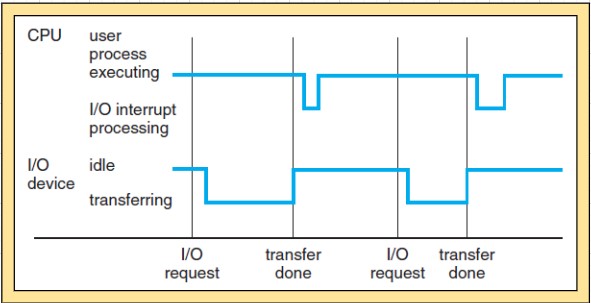 CPU
user
process
executing
I/O interrupt
processing
I/O
device
idle
transferring
I/O
request
transfer
done
I/O
request
transfer
done